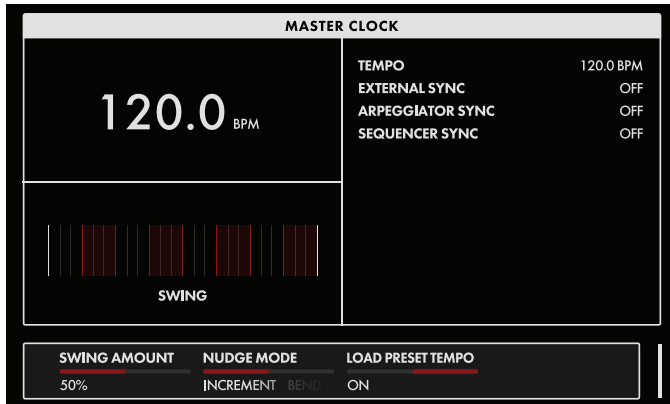 MASTER CLOCK
120.0 BPM
SWING
TEMPO 120.0 BPM
EXTERNAL SYNC OFF
ARPEGGIATOR SYNC OFF
SEQUENCER SYNC OFF
SWING AMOUNT NUDGE MODE LOAD PRESET TEMPO
50% INCREMENT BEND ON